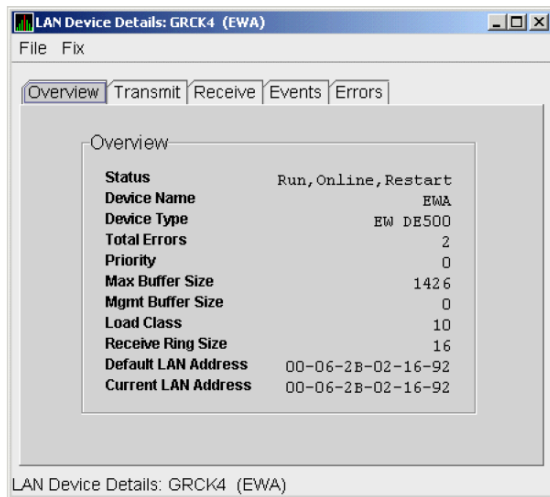 LAN Device Details: GRCK4 (EWA)
File Fix
Overview Transmit Receive Events Errors
Overview
Status Run,Online,Restart
Device Name EWA
Device Type EW DE500
Total Errors 2
Priority 0
Max Buffer Size 1426
Mgmt Buffer Size 0
Load Class 10
Receive Ring Size 16
Default LAN Address 00-06-2B-02-16-92
Current LAN Address 00-06-2B-02-16-92
LAN Device Details: GRCK4 (EWA)